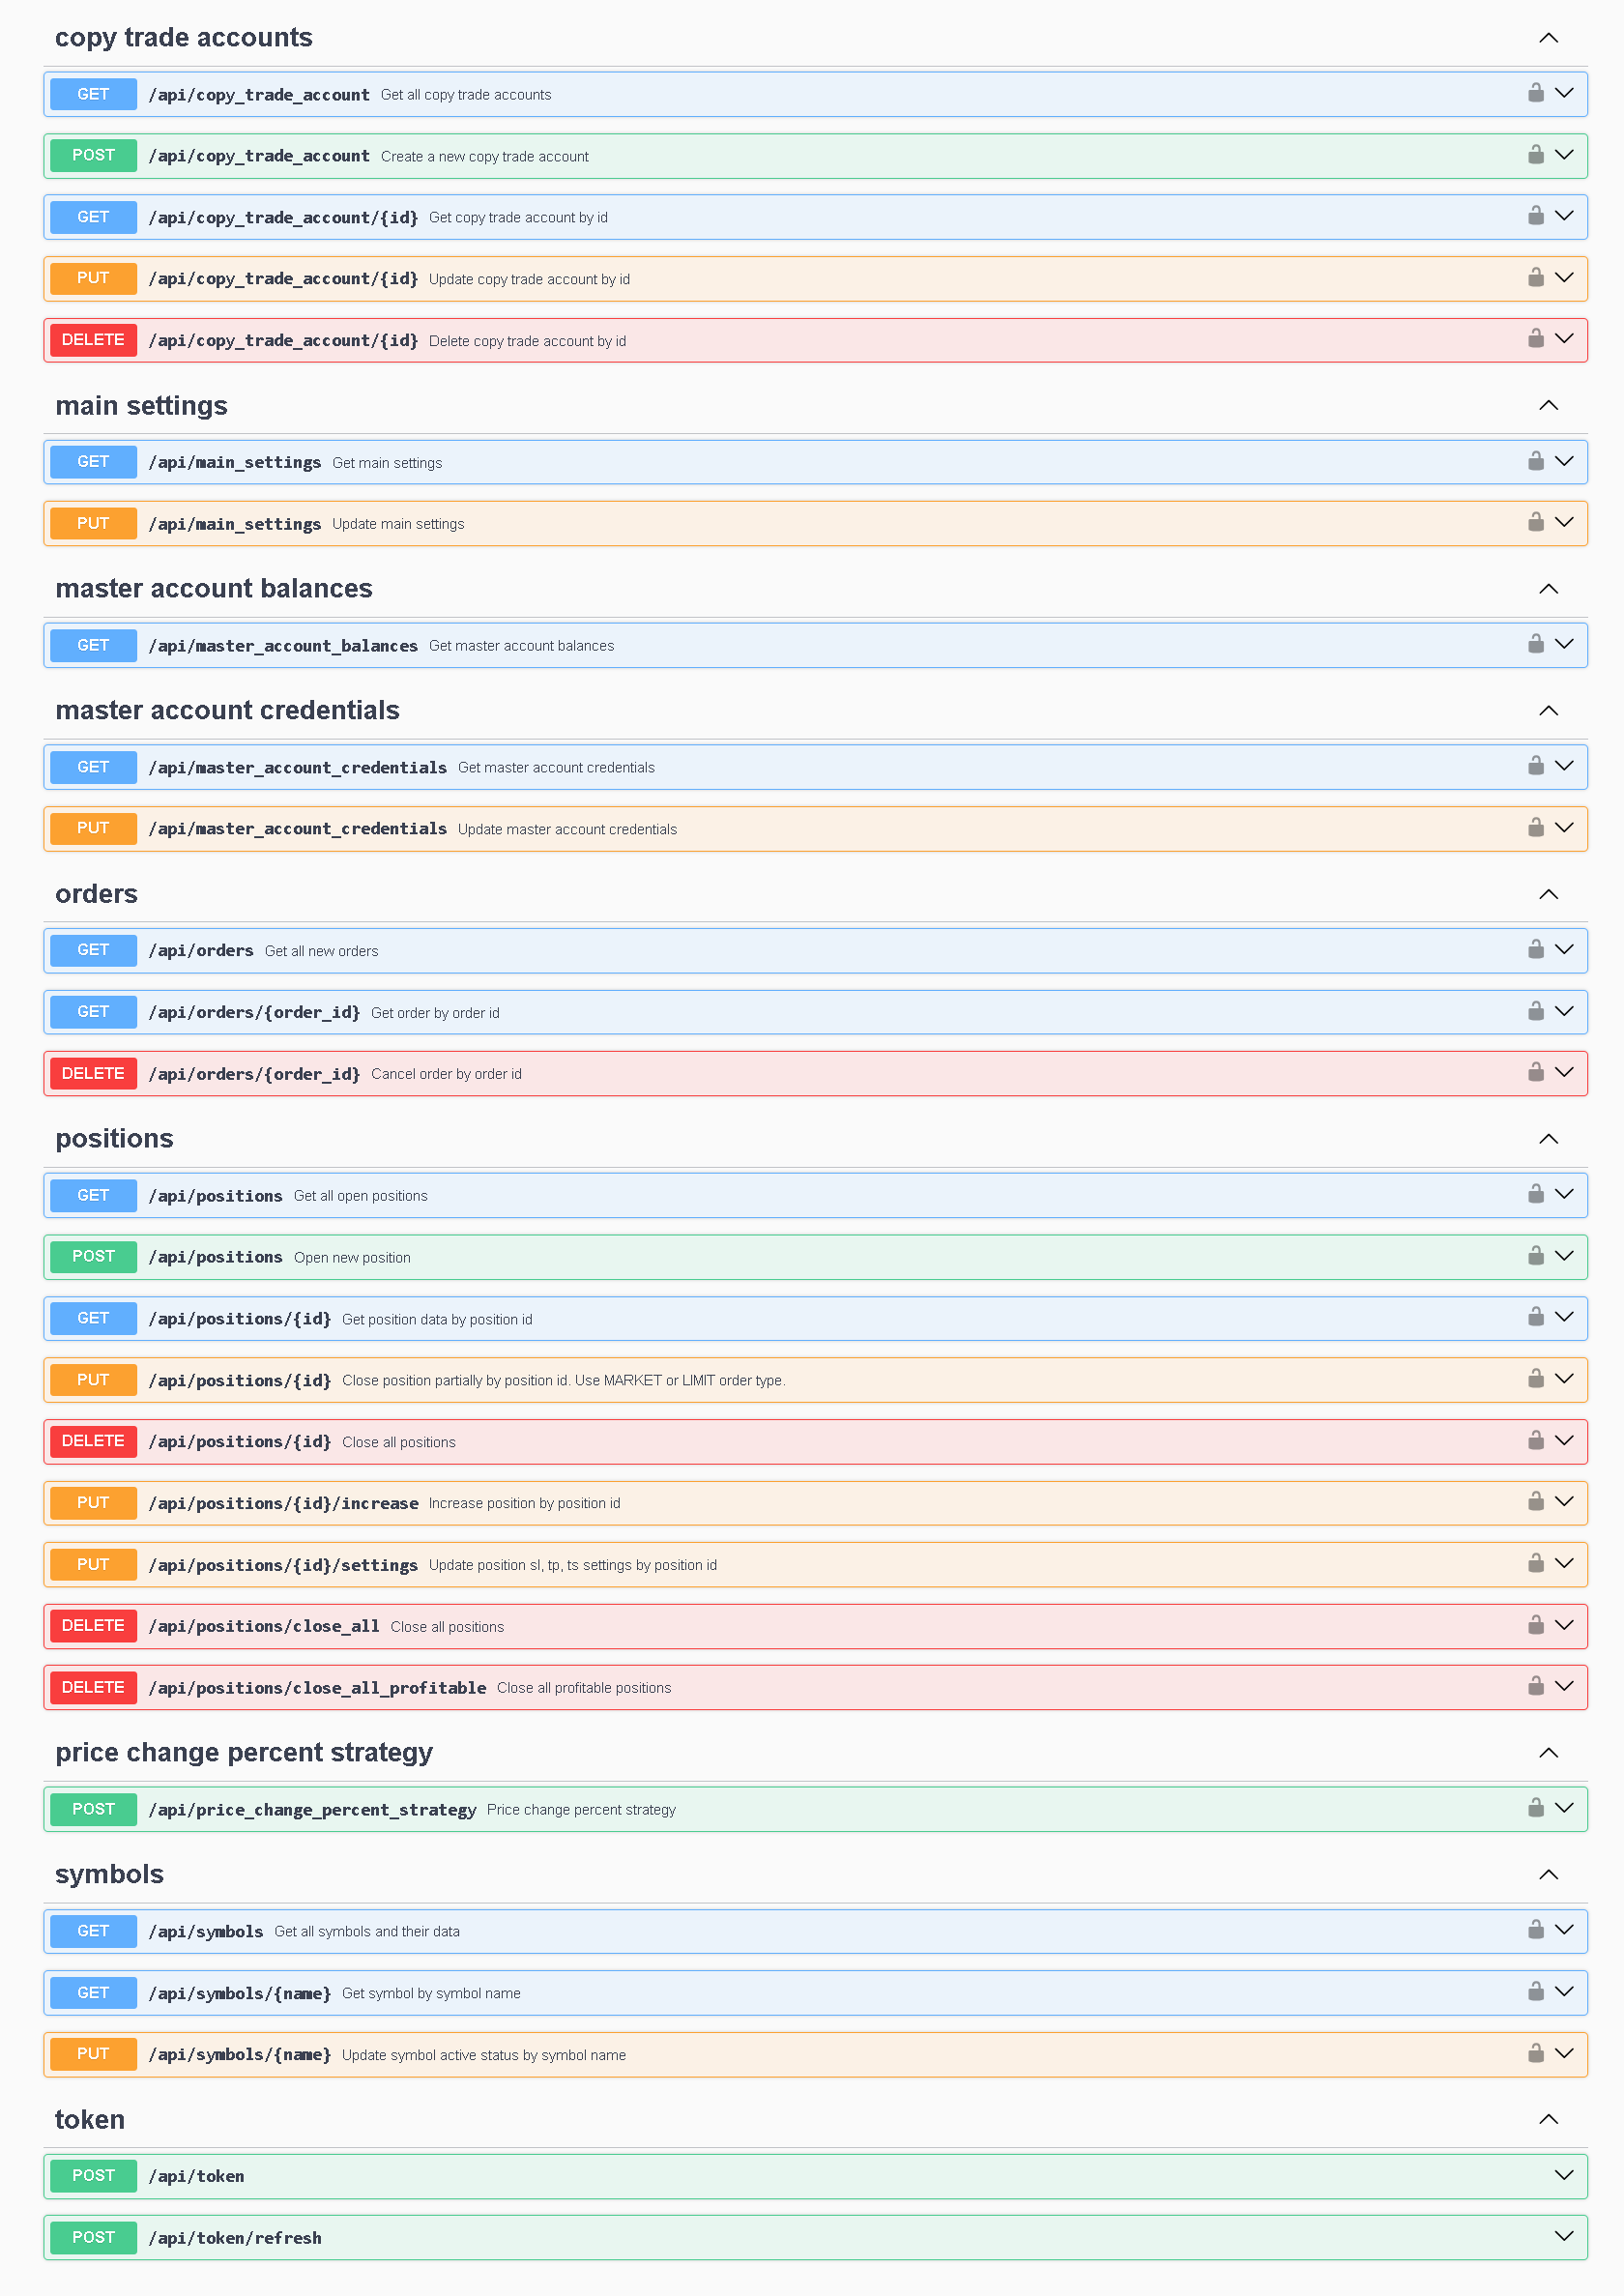 copy trade accounts
GET /api/copy_trade_account Get all copy trade accounts
POST /api/copy_trade_account Create a new copy trade account
GET /api/copy_trade_account/{id} Get copy trade account by id
PUT /api/copy_trade_account/{id} Update copy trade account by id
DELETE /api/copy_trade_account/{id} Delete copy trade account by id
main settings
GET /api/main_settings Get main settings
PUT /api/main_settings Update main settings
master account balances
GET /api/master_account_balances Get master account balances
master account credentials
GET /api/master_account_credentials Get master account credentials
PUT /api/master_account_credentials Update master account credentials
orders
GET /api/orders Get all new orders
GET /api/orders/{order_id} Get order by order id
DELETE /api/orders/{order_id} Cancel order by order id
positions
GET /api/positions Get all open positions
POST /api/positions Open new position
GET /api/positions/{id} Get position data by position id
PUT /api/positions/{id} Close position partially by position id. Use MARKET or LIMIT order type.
DELETE /api/positions/{id} Close all positions
PUT /api/positions/{id}/increase Increase position by position id
PUT /api/positions/{id}/settings Update position sl, tp, ts settings by position id
DELETE /api/positions/close_all Close all positions
DELETE /api/positions/close_all_profitable Close all profitable positions
price change percent strategy
POST /api/price_change_percent_strategy Price change percent strategy
symbols
GET /api/symbols Get all symbols and their data
GET /api/symbols/{name} Get symbol by symbol name
PUT /api/symbols/{name} Update symbol active status by symbol name
token
POST /api/token
POST /api/token/refresh